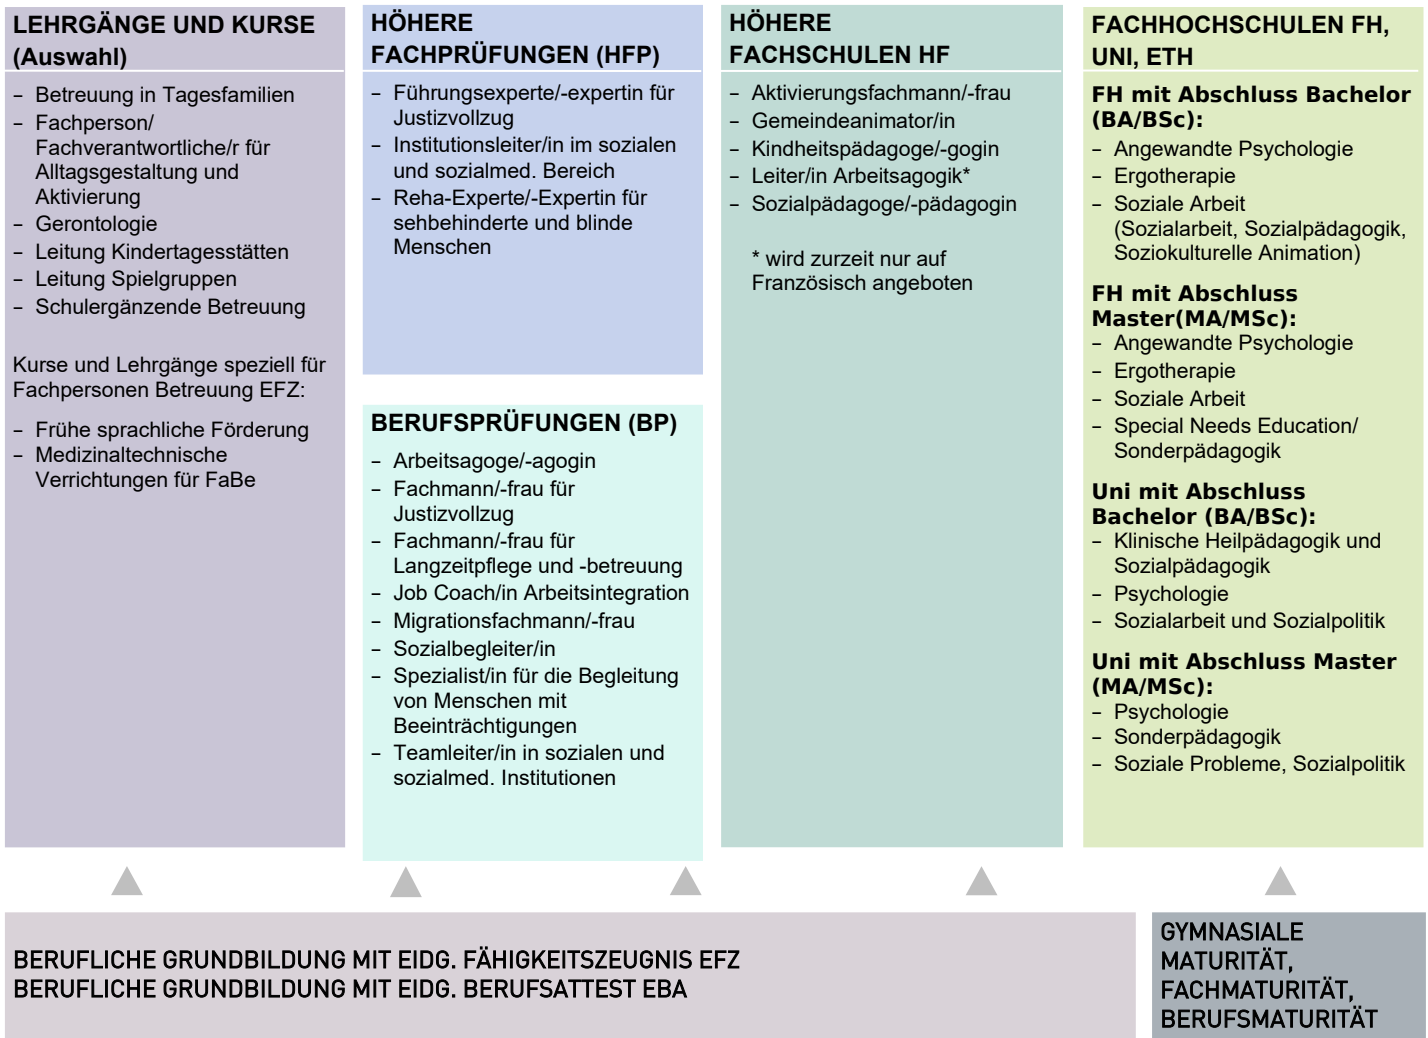 LEHRGÄNGE UND KURSE
(Auswahl)
– Betreuung in Tagesfamilien
– Fachperson/
Fachverantwortliche/r für
Alltagsgestaltung und
Aktivierung
– Gerontologie
– Leitung Kindertagesstätten
– Leitung Spielgruppen
– Schulergänzende Betreuung
Kurse und Lehrgänge speziell für
Fachpersonen Betreuung EFZ:
– Frühe sprachliche Förderung
– Medizinaltechnische
Verrichtungen für FaBe
HÖHERE
FACHPRÜFUNGEN (HFP)
– Führungsexperte/-expertin für
Justizvollzug
– Institutionsleiter/in im sozialen
und sozialmed. Bereich
– Reha-Experte/-Expertin für
sehbehinderte und blinde
Menschen
BERUFSPRÜFUNGEN (BP)
– Arbeitsagoge/-agogin
– Fachmann/-frau für
Justizvollzug
– Fachmann/-frau für
Langzeitpflege und -betreuung
– Job Coach/in Arbeitsintegration
– Migrationsfachmann/-frau
– Sozialbegleiter/in
– Spezialist/in für die Begleitung
von Menschen mit
Beeinträchtigungen
– Teamleiter/in in sozialen und
sozialmed. Institutionen
HÖHERE
FACHSCHULEN HF
– Aktivierungsfachmann/-frau
– Gemeindeanimator/in
– Kindheitspädagoge/-gogin
– Leiter/in Arbeitsagogik*
– Sozialpädagoge/-pädagogin
* wird zurzeit nur auf
Französisch angeboten
FACHHOCHSCHULEN FH,
UNI, ETH
FH mit Abschluss Bachelor
(BA/BSc):
– Angewandte Psychologie
– Ergotherapie
– Soziale Arbeit
(Sozialarbeit, Sozialpädagogik,
Soziokulturelle Animation)
FH mit Abschluss
Master(MA/MSc):
– Angewandte Psychologie
– Ergotherapie
– Soziale Arbeit
– Special Needs Education/
Sonderpädagogik
Uni mit Abschluss
Bachelor (BA/BSc):
– Klinische Heilpädagogik und
Sozialpädagogik
– Psychologie
– Sozialarbeit und Sozialpolitik
Uni mit Abschluss Master
(MA/MSc):
– Psychologie
– Sonderpädagogik
– Soziale Probleme, Sozialpolitik
BERUFLICHE GRUNDBILDUNG MIT EIDG. FÄHIGKEITSZEUGNIS EFZ
BERUFLICHE GRUNDBILDUNG MIT EIDG. BERUFSATTEST EBA
GYMNASIALE
MATURITÄT,
FACHMATURITÄT,
BERUFSMATURITÄT